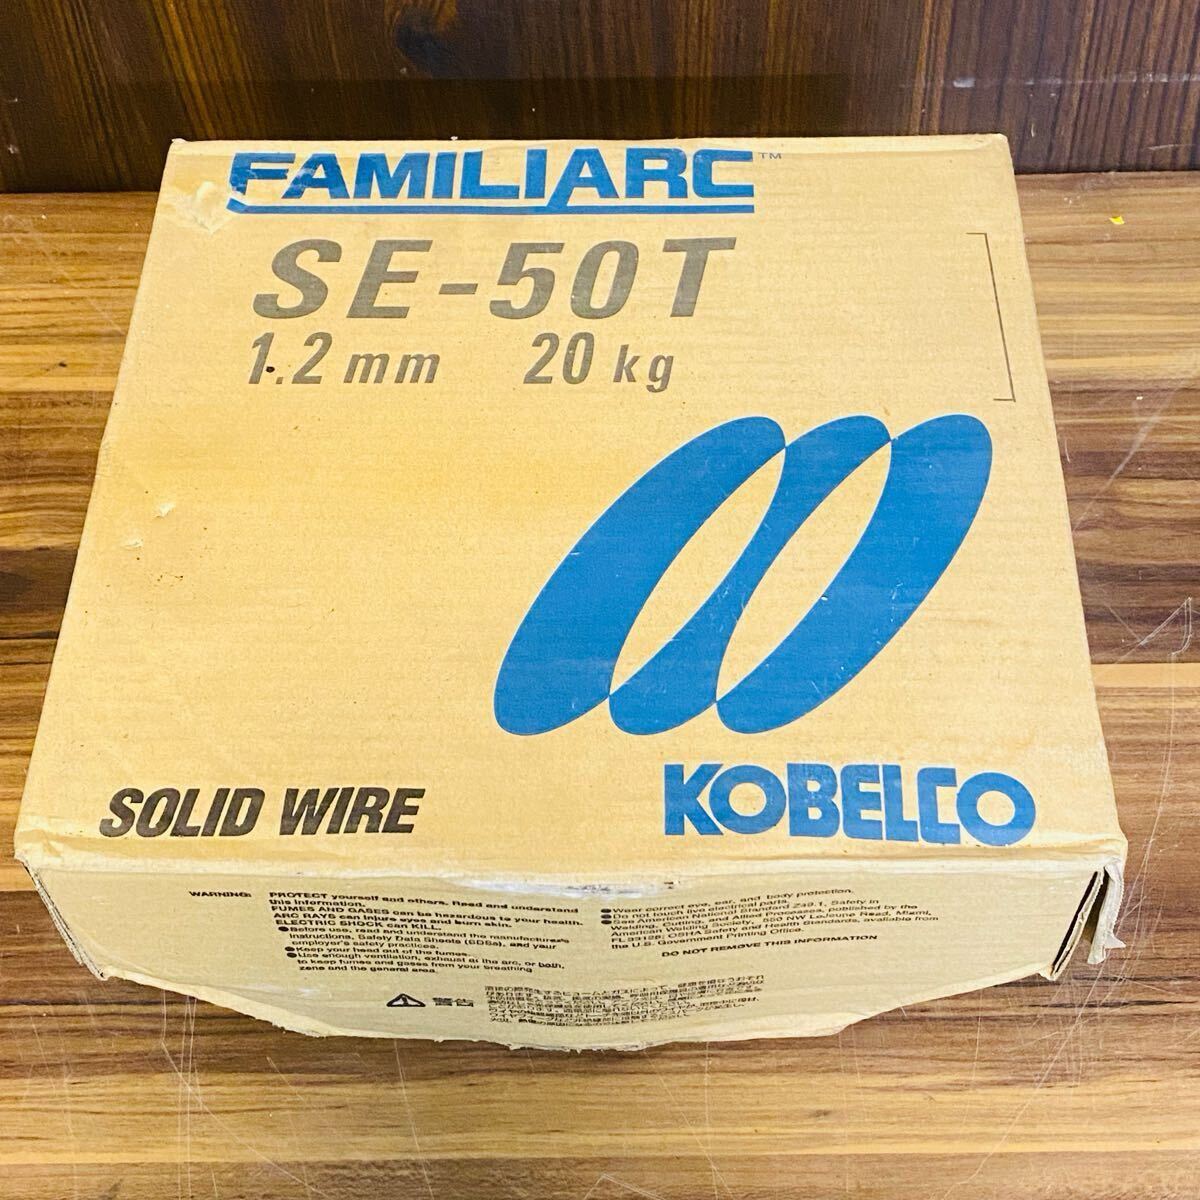 FAMILIARC™
SE-50T
1.2 mm 20 kg
SOLID WIRE
KOBELCO
WARNING: PROTECT yourself and others. Read and understand
this information.
FUMES AND GASES can be hazardous to your health.
ARC RAYS can injure eyes and burn skin.
ELECTRIC SHOCK can KILL.
●Before use, read and understand the manufacturer's
instructions, Safety Data Sheets (SDSs), and your
employer's safety practices.
●Keep your head out of the fumes.
●Use enough ventilation, exhaust at the arc, or both,
to keep fumes and gases from your breathing
zone and the general area.
●Wear correct eye, ear, and body protection.
●Do not touch live electrical parts.
●See American National Standard Z49.1, Safety in
Welding, Cutting, and Allied Processes, published by the
American Welding Society, 550 NW LeJeune Road, Miami,
FL33126; OSHA Safety and Health Standards, available from
the U.S. Government Printing Office.
DO NOT REMOVE THIS INFORMATION
警告